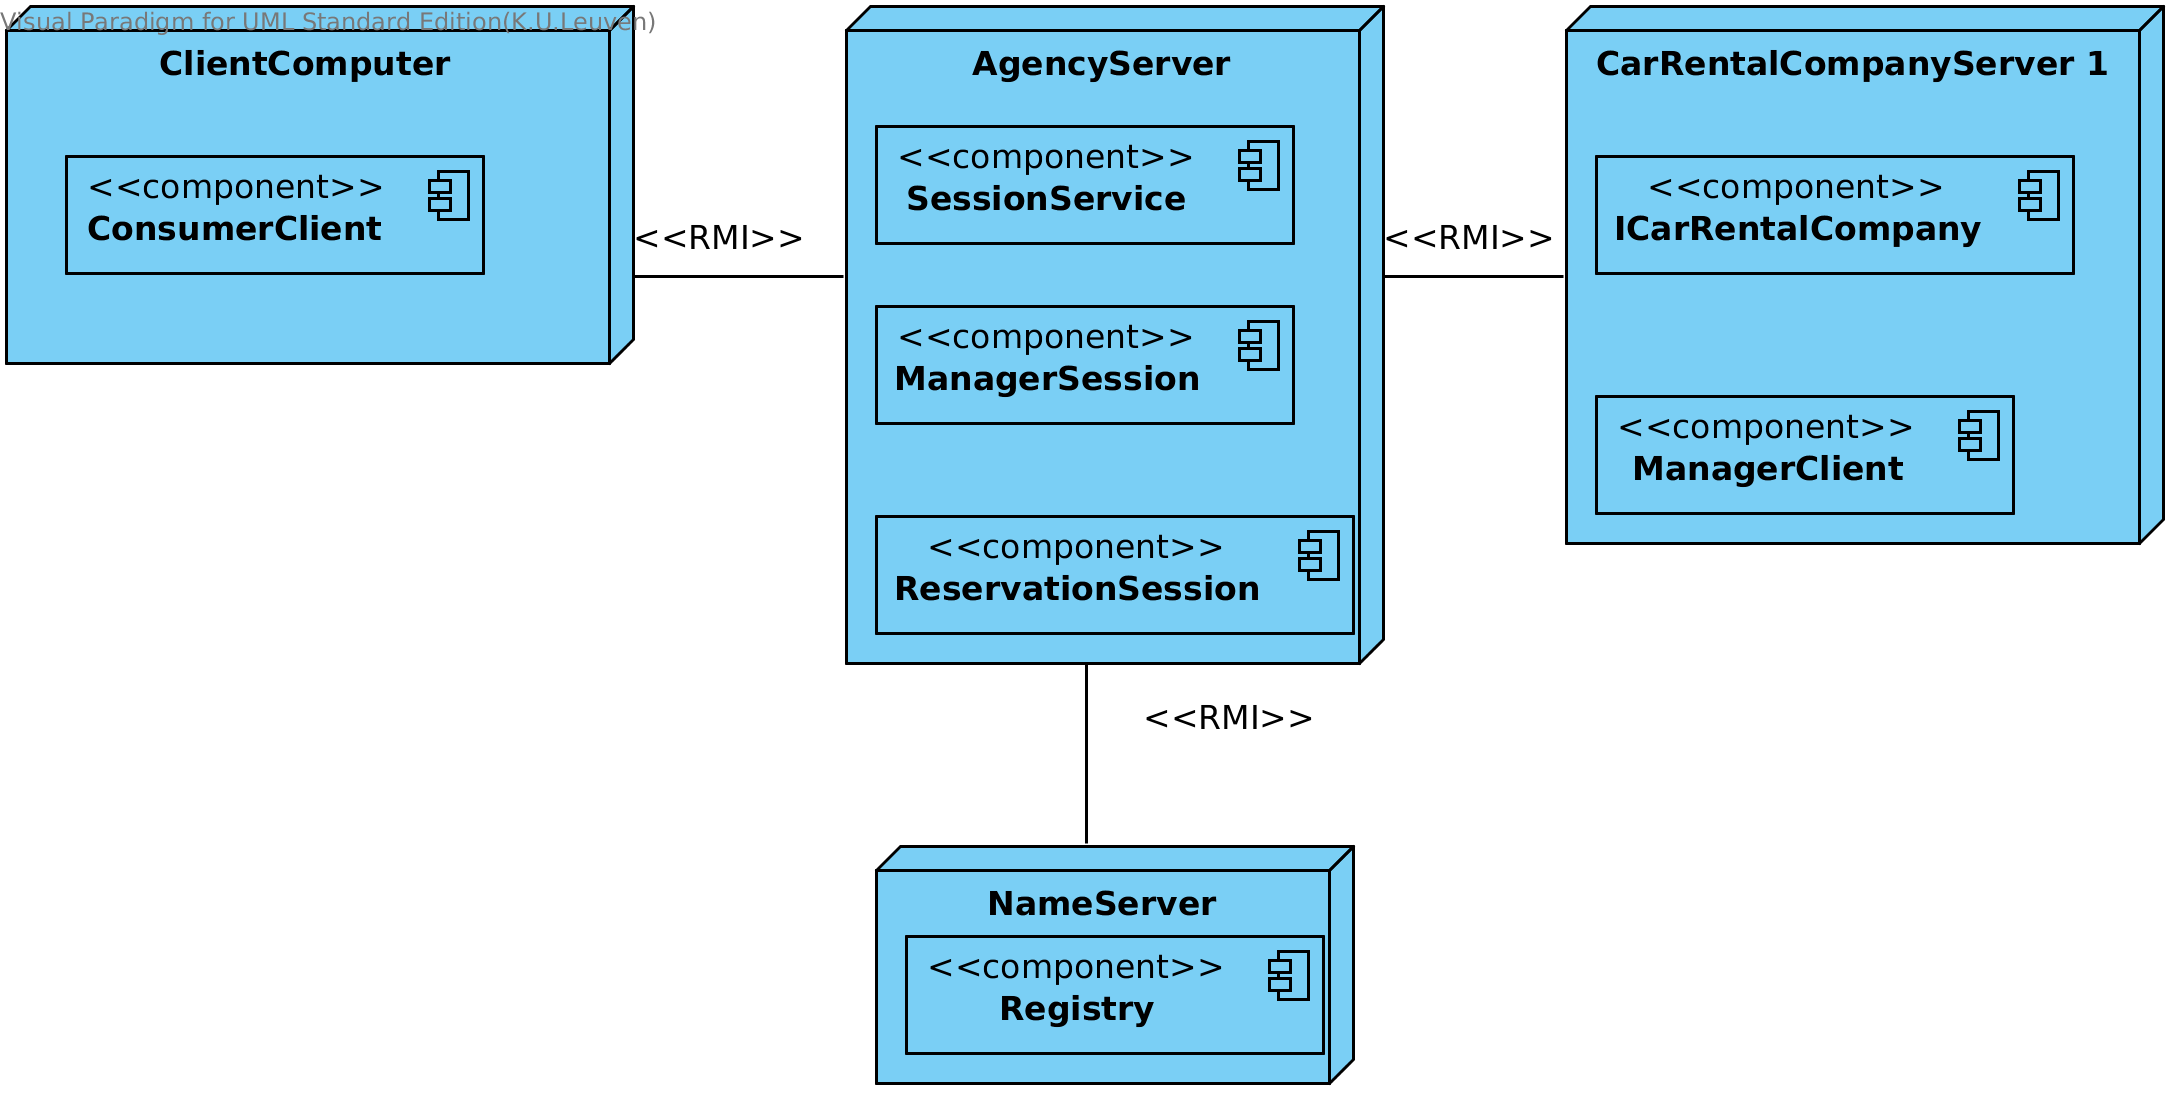 Visual Paradigm for UML Standard Edition(K.U.Leuven)
ClientComputer
<<component>>
ConsumerClient
<<RMI>>
AgencyServer
<<component>>
SessionService
<<component>>
ManagerSession
<<component>>
ReservationSession
<<RMI>>
CarRentalCompanyServer 1
<<component>>
ICarRentalCompany
<<component>>
ManagerClient
<<RMI>>
NameServer
<<component>>
Registry